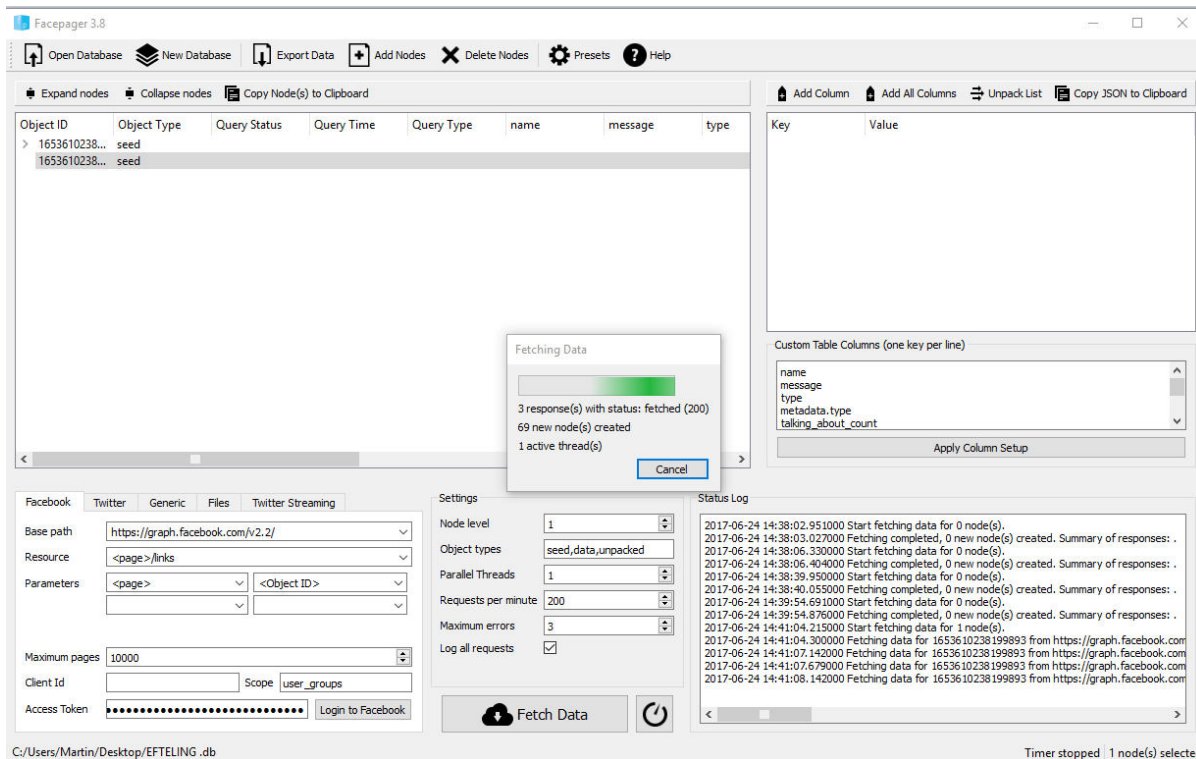 Facepager 3.8
Open Database New Database Export Data Add Nodes Delete Nodes Presets Help
Expand nodes Collapse nodes Copy Node(s) to Clipboard
Object ID Object Type Query Status Query Time Query Type name message type
1653610238... seed
1653610238... seed
Add Column Add All Columns Unpack List Copy JSON to Clipboard
Key Value
Custom Table Columns (one key per line)
name
message
type
metadata.type
talking_about_count
Apply Column Setup
Fetching Data
3 response(s) with status: fetched (200)
69 new node(s) created
1 active thread(s)
Cancel
Facebook Twitter Generic Files Twitter Streaming
Base path https://graph.facebook.com/v2.2/
Resource <page>/links
Parameters <page> <Object ID>
Maximum pages 10000
Client Id Scope user_groups
Access Token Login to Facebook
Settings
Node level 1
Object types seed,data,unpacked
Parallel Threads 1
Requests per minute 200
Maximum errors 3
Log all requests
Fetch Data
Status Log
2017-06-24 14:38:02.951000 Start fetching data for 0 node(s).
2017-06-24 14:38:03.027000 Fetching completed, 0 new node(s) created. Summary of responses: .
2017-06-24 14:38:06.330000 Start fetching data for 0 node(s).
2017-06-24 14:38:06.404000 Fetching completed, 0 new node(s) created. Summary of responses: .
2017-06-24 14:38:39.950000 Start fetching data for 0 node(s).
2017-06-24 14:38:40.055000 Fetching completed, 0 new node(s) created. Summary of responses: .
2017-06-24 14:39:54.691000 Start fetching data for 0 node(s).
2017-06-24 14:39:54.876000 Fetching completed, 0 new node(s) created. Summary of responses: .
2017-06-24 14:41:04.215000 Start fetching data for 1 node(s).
2017-06-24 14:41:04.300000 Fetching data for 1653610238199893 from https://graph.facebook.com
2017-06-24 14:41:07.142000 Fetching data for 1653610238199893 from https://graph.facebook.com
2017-06-24 14:41:07.679000 Fetching data for 1653610238199893 from https://graph.facebook.com
2017-06-24 14:41:08.142000 Fetching data for 1653610238199893 from https://graph.facebook.com
C:/Users/Martin/Desktop/EFTELING .db
Timer stopped 1 node(s) selecte